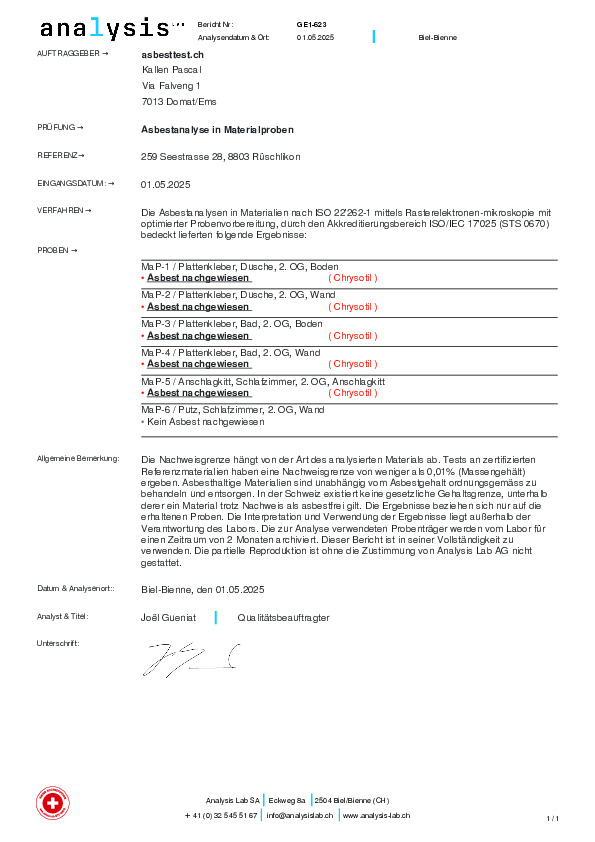 analysis
Bericht Nr: GE1-623
Analysendatum & Ort: 01.05.2025 Biel-Bienne
AUFTRAGGEBER → asbesttest.ch
Kallen Pascal
Via Falveng 1
7013 Domat/Ems
PRÜFUNG → Asbestanalyse in Materialproben
REFERENZ→ 259 Seestrasse 28, 8803 Rüschlikon
EINGANGSDATUM: → 01.05.2025
VERFAHREN → Die Asbestanalysen in Materialien nach ISO 22'262-1 mittels Rasterelektronen-mikroskopie mit
optimierter Probenvorbereitung, durch den Akkreditierungsbereich ISO/IEC 17025 (STS 0670)
bedeckt lieferten folgende Ergebnisse:
PROBEN →
MaP-1 / Plattenkleber, Dusche, 2. OG, Boden
• Asbest nachgewiesen ( Chrysotil )
MaP-2 / Plattenkleber, Dusche, 2. OG, Wand
• Asbest nachgewiesen ( Chrysotil )
MaP-3 / Plattenkleber, Bad, 2. OG, Boden
• Asbest nachgewiesen ( Chrysotil )
MaP-4 / Plattenkleber, Bad, 2. OG, Wand
• Asbest nachgewiesen ( Chrysotil )
MaP-5 / Anschlagkitt, Schlafzimmer, 2. OG, Anschlagkitt
• Asbest nachgewiesen ( Chrysotil )
MaP-6 / Putz, Schlafzimmer, 2. OG, Wand
• Kein Asbest nachgewiesen
Allgemeine Bemerkung: Die Nachweisgrenze hängt von der Art des analysierten Materials ab. Tests an zertifizierten
Referenzmaterialien haben eine Nachweisgrenze von weniger als 0,01% (Massengehält)
ergeben. Asbesthaltige Materialien sind unabhängig vom Asbestgehalt ordnungsgemäss zu
behandeln und entsorgen. In der Schweiz existiert keine gesetzliche Gehaltsgrenze, unterhalb
derer ein Material trotz Nachweis als asbestfrei gilt. Die Ergebnisse beziehen sich nur auf die
erhaltenen Proben. Die Interpretation und Verwendung der Ergebnisse liegt außerhalb der
Verantwortung des Labors. Die zur Analyse verwendeten Probenträger werden vom Labor für
einen Zeitraum von 2 Monaten archiviert. Dieser Bericht ist in seiner Vollständigkeit zu
verwenden. Die partielle Reproduktion ist ohne die Zustimmung von Analysis Lab AG nicht
gestattet.
Datum & Analysenort:: Biel-Bienne, den 01.05.2025
Analyst & Titel: Joël Gueniat Qualitätsbeauftragter
Unterschrift:
Analysis Lab SA Eckweg 8a 2504 Biel/Bienne (CH)
+ 41 (0) 32 545 51 67 info@analysislab.ch www.analysis-lab.ch
1 / 1